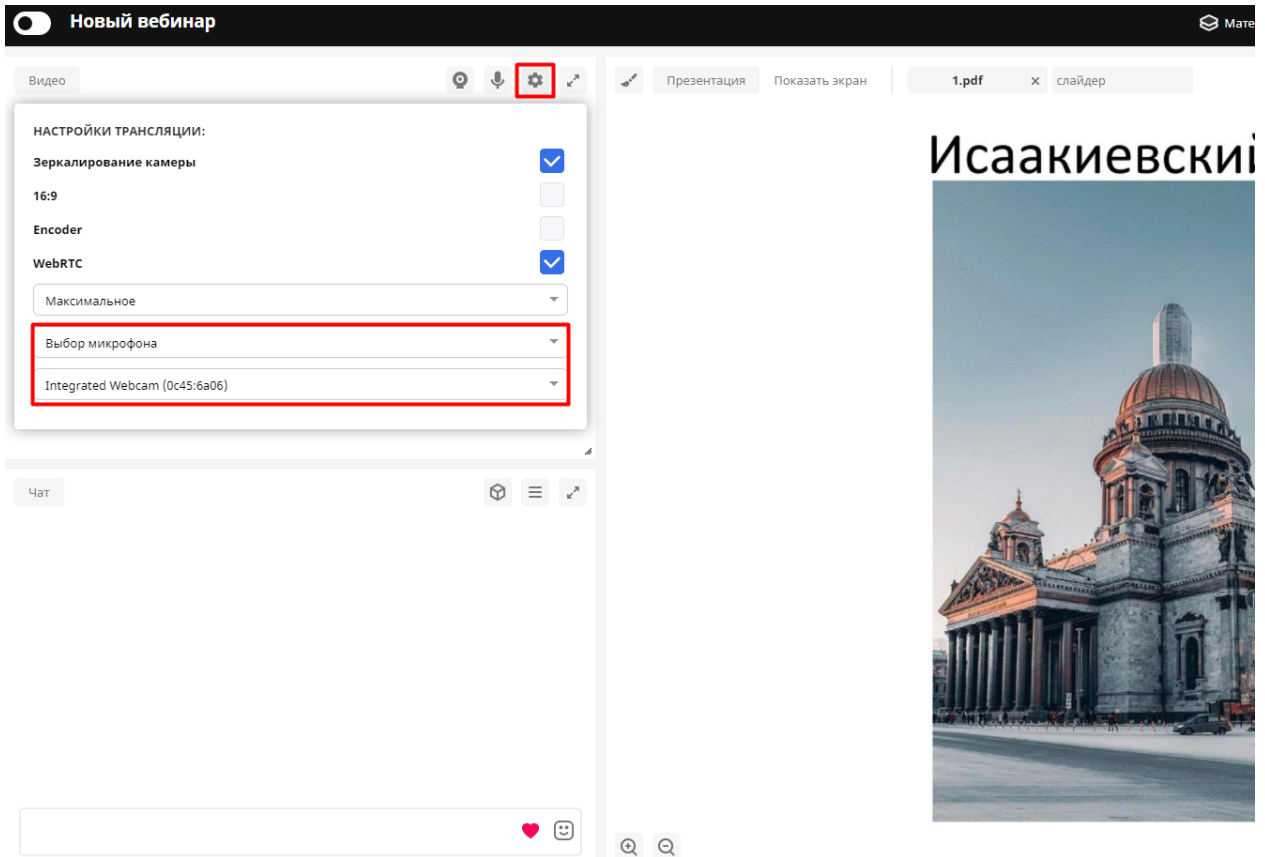 Новый вебинар
Мате
Видео
НАСТРОЙКИ ТРАНСЛЯЦИИ:
Зеркалирование камеры
16:9
Encoder
WebRTC
Максимальное
Выбор микрофона
Integrated Webcam (0c45:6a06)
Чат
Презентация Показать экран 1.pdf × слайдер
Исаакиевский